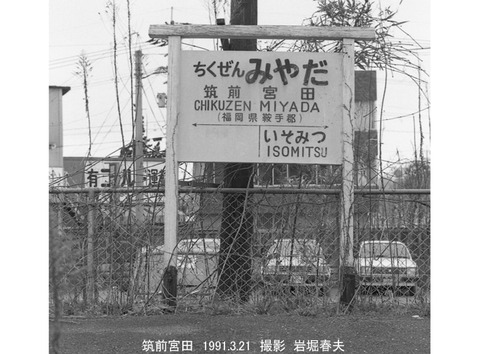 ちくぜんみやだ
筑前宮田
CHIKUZEN MIYADA
(福岡県鞍手郡)
いそみつ
ISOMITSU
有
筑前宮田 1991.3.21 撮影 岩堀春夫